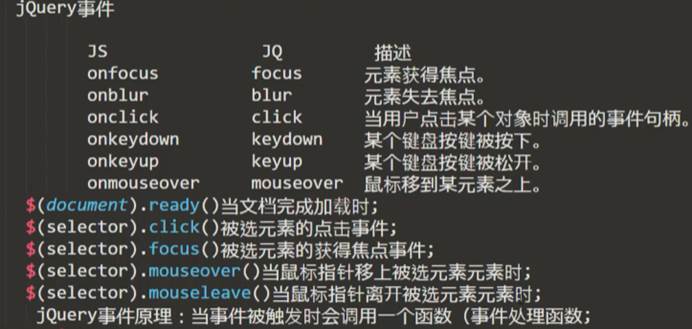 jQuery事件
JS JQ 描述
onfocus focus 元素获得焦点。
onblur blur 元素失去焦点。
onclick click 当用户点击某个对象时调用的事件句柄。
onkeydown keydown 某个键盘按键被按下。
onkeyup keyup 某个键盘按键被松开。
onmouseover mouseover 鼠标移到某元素之上。
$(document).ready()当文档完成加载时;
$(selector).click()被选元素的点击事件;
$(selector).focus()被选元素的获得焦点事件;
$(selector).mouseover()当鼠标指针移上被选元素元素时;
$(selector).mouseleave()当鼠标指针离开被选元素元素时;
jQuery事件原理：当事件被触发时会调用一个函数（事件处理函数;